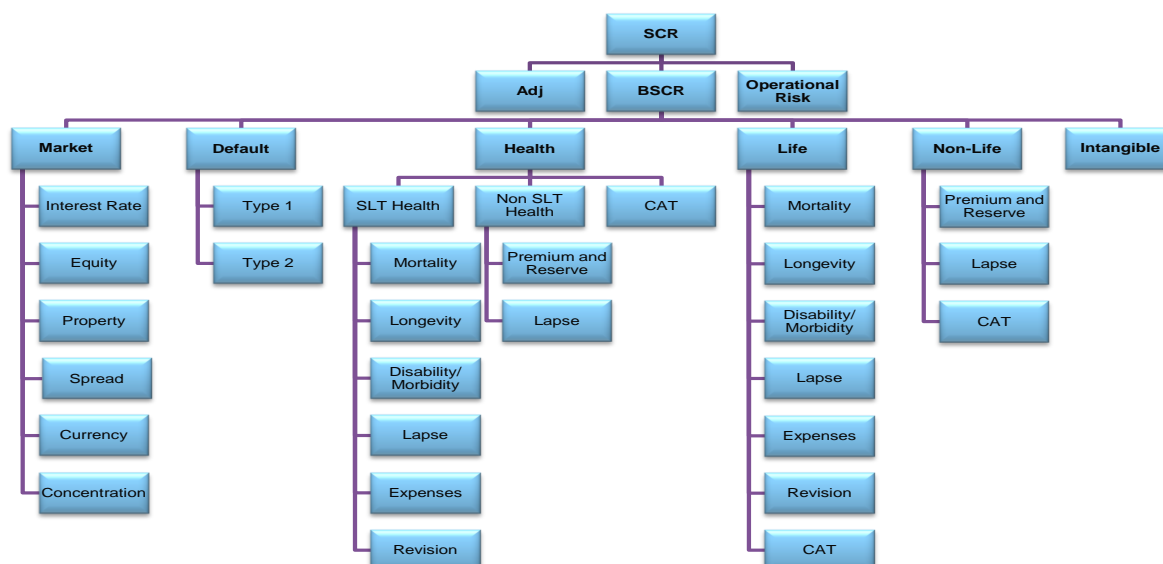 SCR
Adj
BSCR
Operational
Risk
Market
Default
Health
Life
Non-Life
Intangible
Interest Rate
Equity
Property
Spread
Currency
Concentration
Type 1
Type 2
SLT Health
Mortality
Longevity
Disability/
Morbidity
Lapse
Expenses
Revision
Non SLT
Health
Premium and
Reserve
Lapse
CAT
Mortality
Longevity
Disability/
Morbidity
Lapse
Expenses
Revision
CAT
Premium and
Reserve
Lapse
CAT